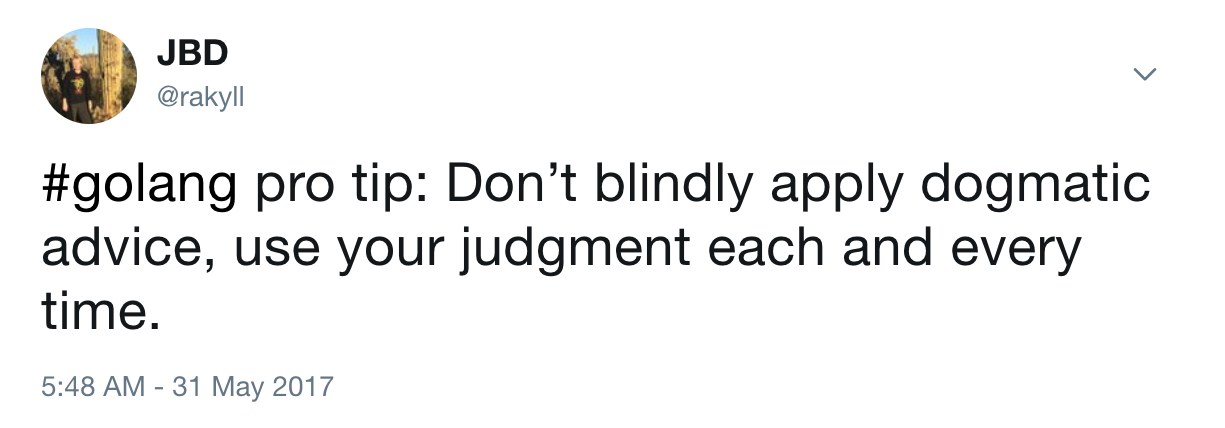 JBD
@rakyll
#golang pro tip: Don’t blindly apply dogmatic
advice, use your judgment each and every
time.
5:48 AM - 31 May 2017